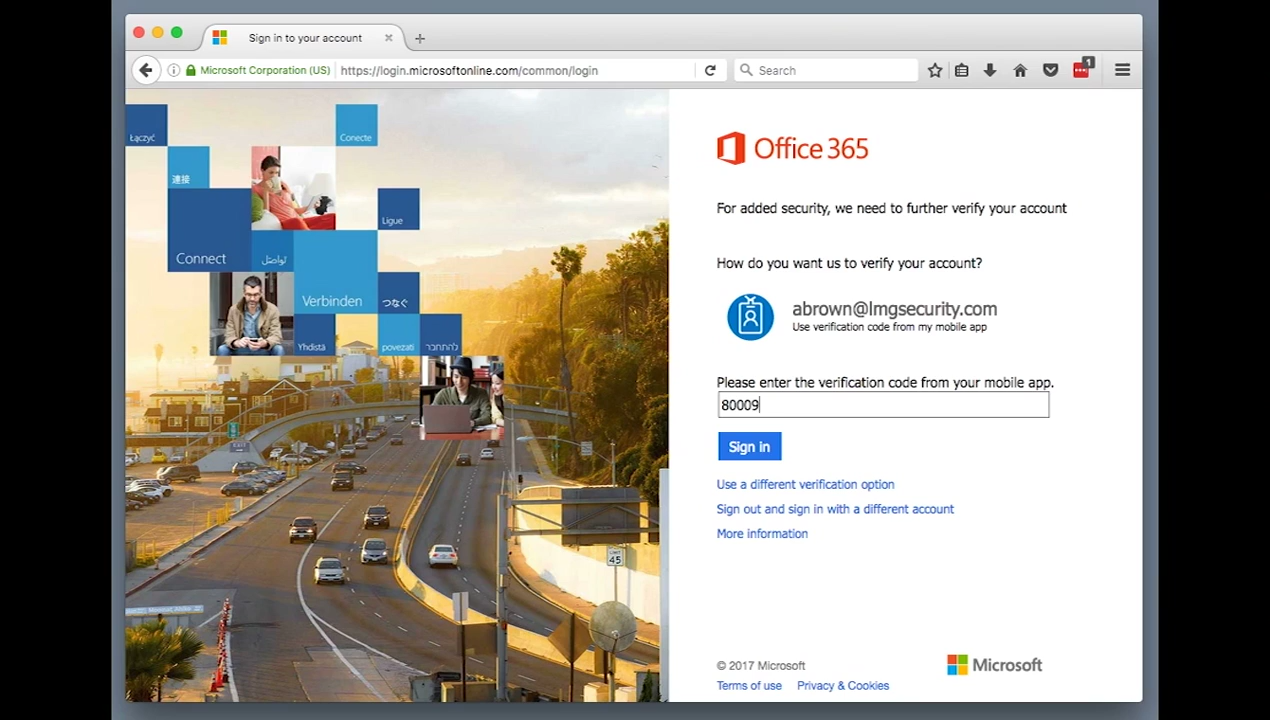 Sign in to your account
Microsoft Corporation (US)
https://login.microsoftonline.com/common/login
Search
1
Łączyć
Conecte
連接
Ligue
Connect
تواصَل
Verbinden
つなぐ
Yhdistä
povezati
להתחבר
LIMIT
45
Office 365
For added security, we need to further verify your account
How do you want us to verify your account?
abrown@lmgsecurity.com
Use verification code from my mobile app
Please enter the verification code from your mobile app.
80009
Sign in
Use a different verification option
Sign out and sign in with a different account
More information
© 2017 Microsoft
Microsoft
Terms of use Privacy & Cookies